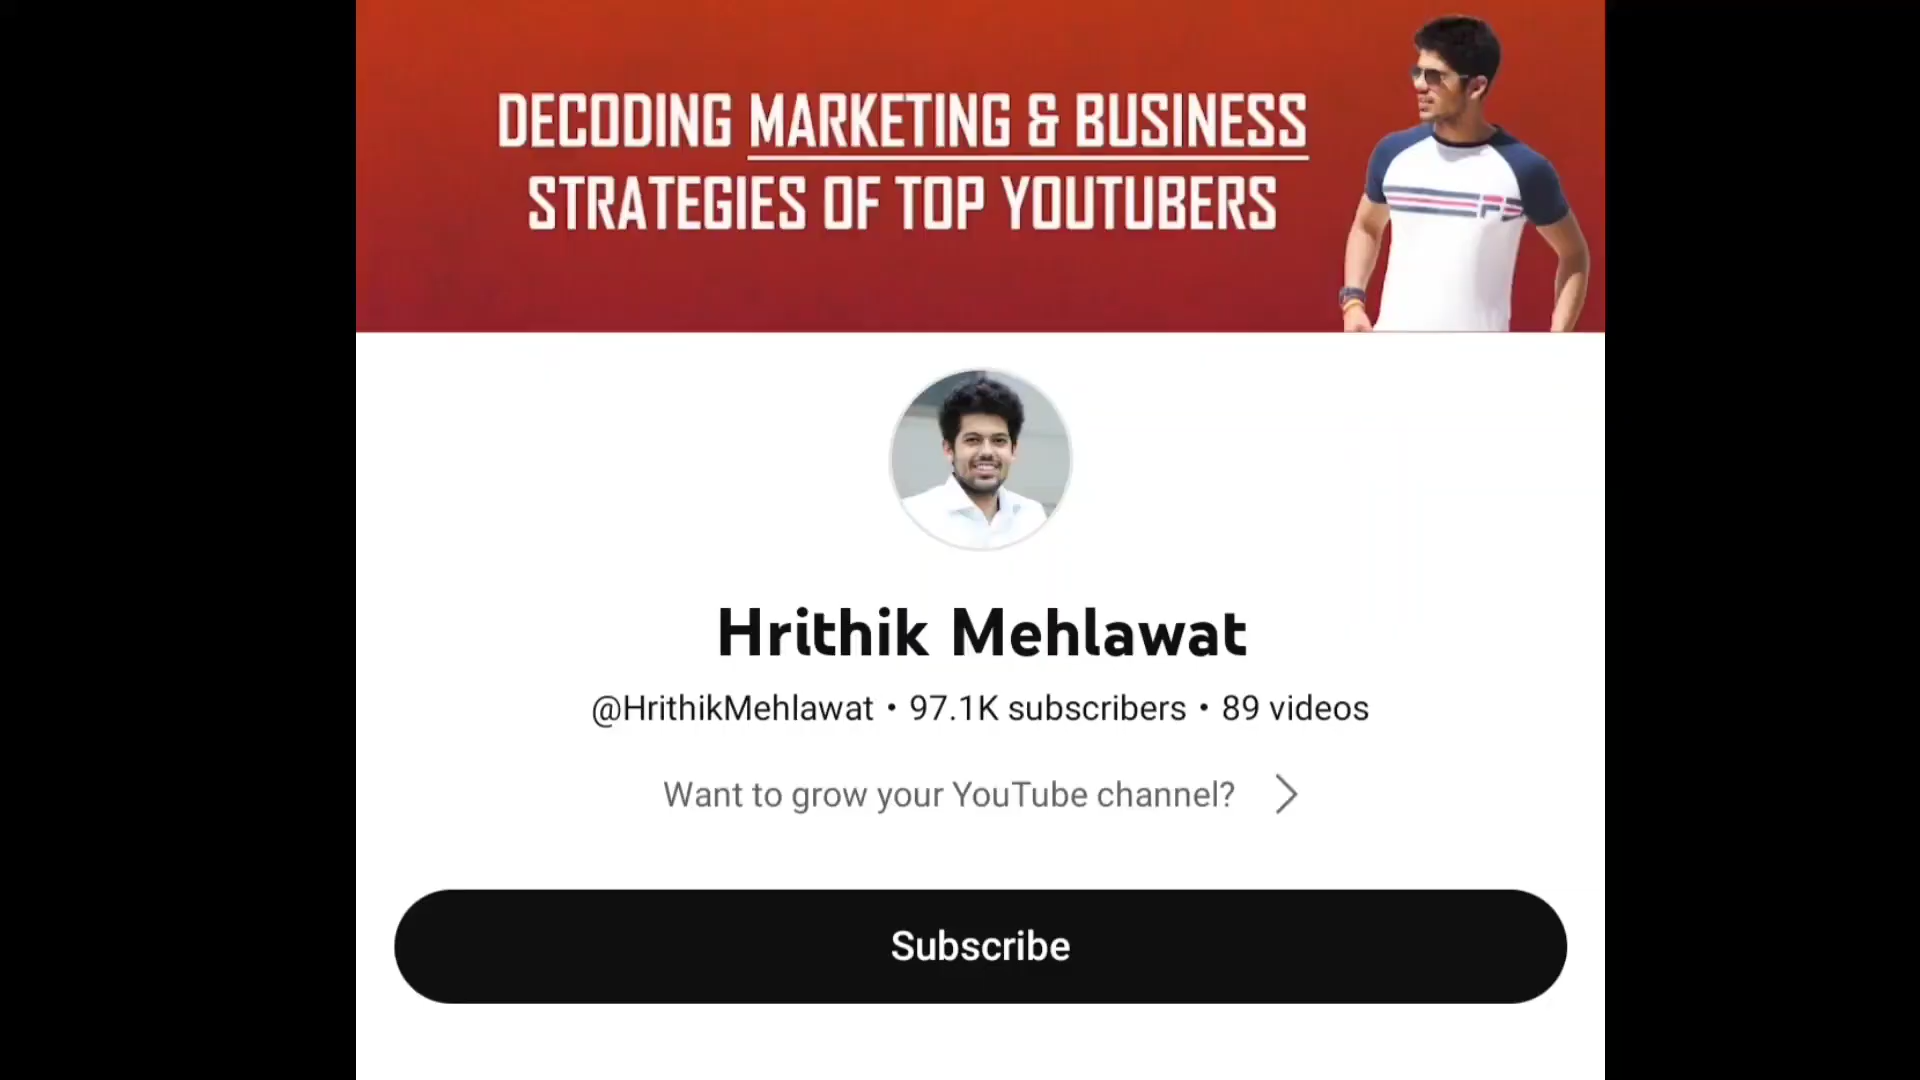 DECODING MARKETING & BUSINESS
STRATEGIES OF TOP YOUTUBERS
Hrithik Mehlawat
@HrithikMehlawat • 97.1K subscribers • 89 videos
Want to grow your YouTube channel?
Subscribe